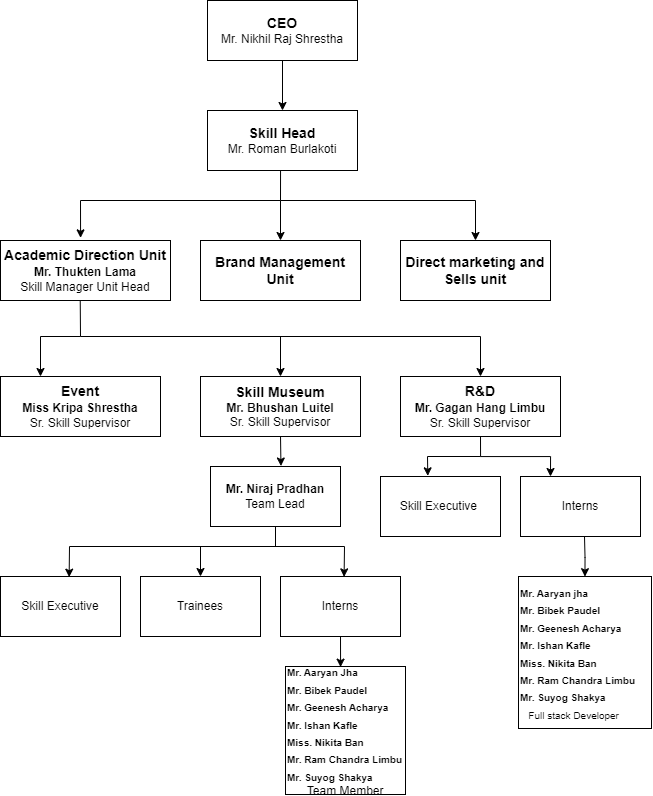 CEO
Mr. Nikhil Raj Shrestha
Skill Head
Mr. Roman Burlakoti
Academic Direction Unit
Mr. Thukten Lama
Skill Manager Unit Head
Brand Management
Unit
Direct marketing and
Sells unit
Event
Miss Kripa Shrestha
Sr. Skill Supervisor
Skill Museum
Mr. Bhushan Luitel
Sr. Skill Supervisor
R&D
Mr. Gagan Hang Limbu
Sr. Skill Supervisor
Mr. Niraj Pradhan
Team Lead
Skill Executive
Interns
Skill Executive
Trainees
Interns
Mr. Aaryan jha
Mr. Bibek Paudel
Mr. Geenesh Acharya
Mr. Ishan Kafle
Miss. Nikita Ban
Mr. Ram Chandra Limbu
Mr. Suyog Shakya
Full stack Developer
Mr. Aaryan Jha
Mr. Bibek Paudel
Mr. Geenesh Acharya
Mr. Ishan Kafle
Miss. Nikita Ban
Mr. Ram Chandra Limbu
Mr. Suyog Shakya
Team Member